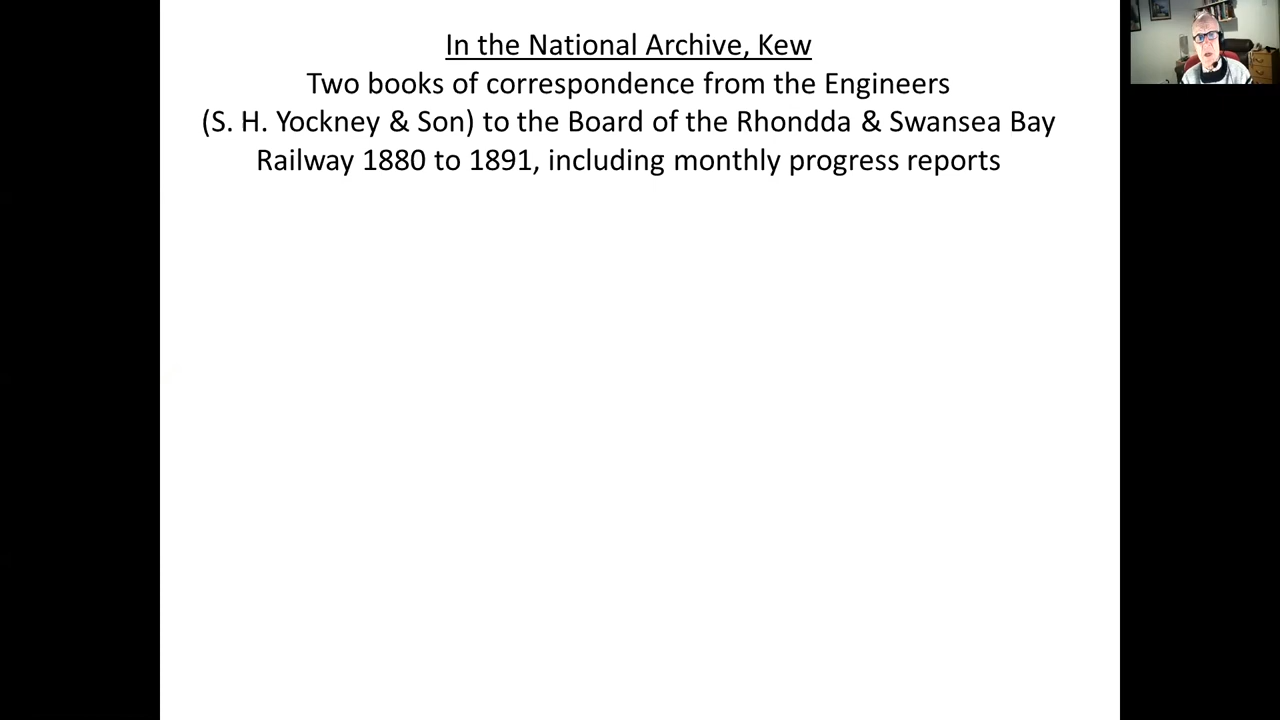 In the National Archive, Kew
Two books of correspondence from the Engineers
(S. H. Yockney & Son) to the Board of the Rhondda & Swansea Bay
Railway 1880 to 1891, including monthly progress reports